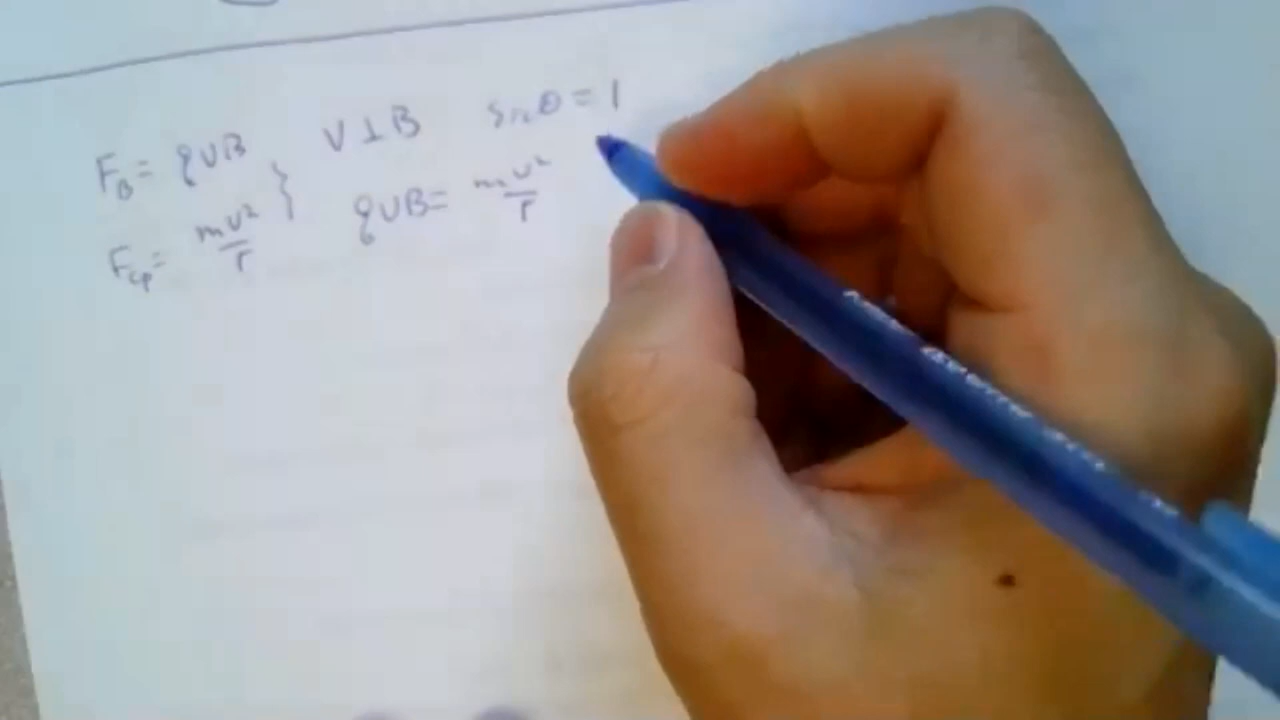 F_B = qvB } V ⊥ B sin θ = 1
F_cp = mv²/r qvB = mv²/r